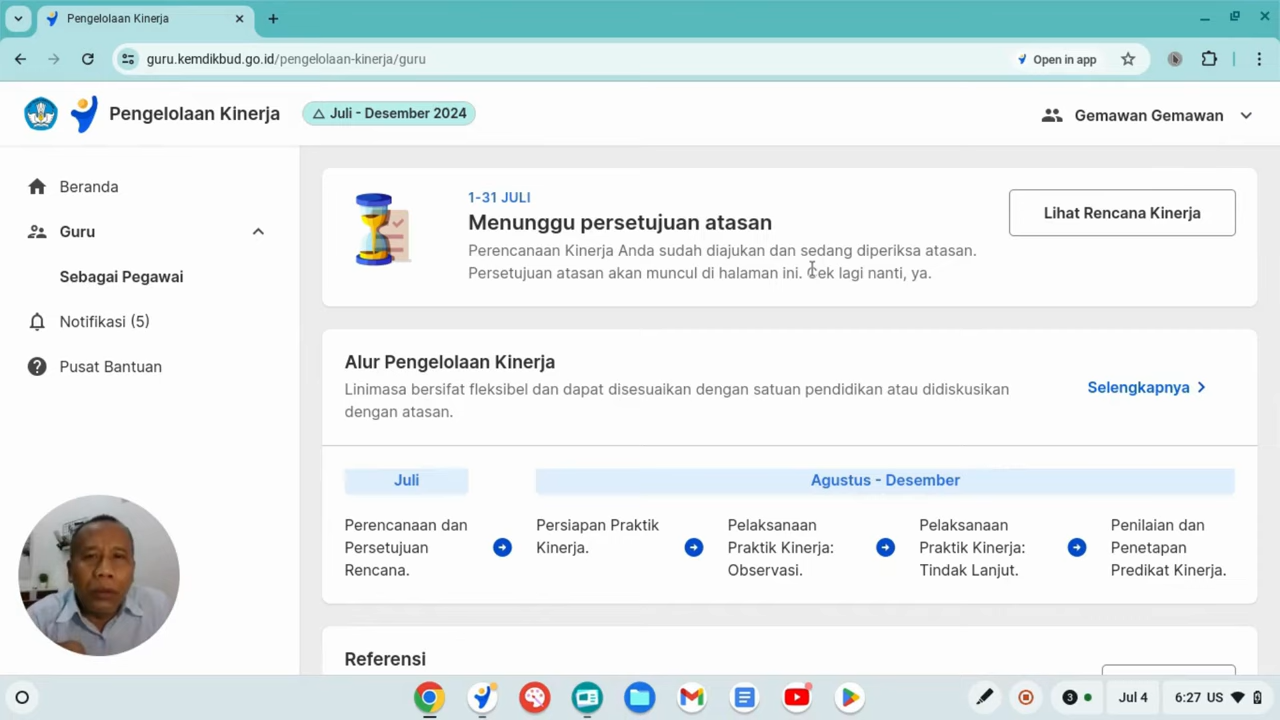 Pengelolaan Kinerja
guru.kemdikbud.go.id/pengelolaan-kinerja/guru
Open in app
Pengelolaan Kinerja
Juli - Desember 2024
Gemawan Gemawan
Beranda
Guru
Sebagai Pegawai
Notifikasi (5)
Pusat Bantuan
1-31 JULI
Menunggu persetujuan atasan
Perencanaan Kinerja Anda sudah diajukan dan sedang diperiksa atasan.
Persetujuan atasan akan muncul di halaman ini. Cek lagi nanti, ya.
Lihat Rencana Kinerja
Alur Pengelolaan Kinerja
Linimasa bersifat fleksibel dan dapat disesuaikan dengan satuan pendidikan atau didiskusikan
dengan atasan.
Selengkapnya
Juli
Agustus - Desember
Perencanaan dan
Persetujuan
Rencana.
Persiapan Praktik
Kinerja.
Pelaksanaan
Praktik Kinerja:
Observasi.
Pelaksanaan
Praktik Kinerja:
Tindak Lanjut.
Penilaian dan
Penetapan
Predikat Kinerja.
Referensi
3
Jul 4
6:27 US